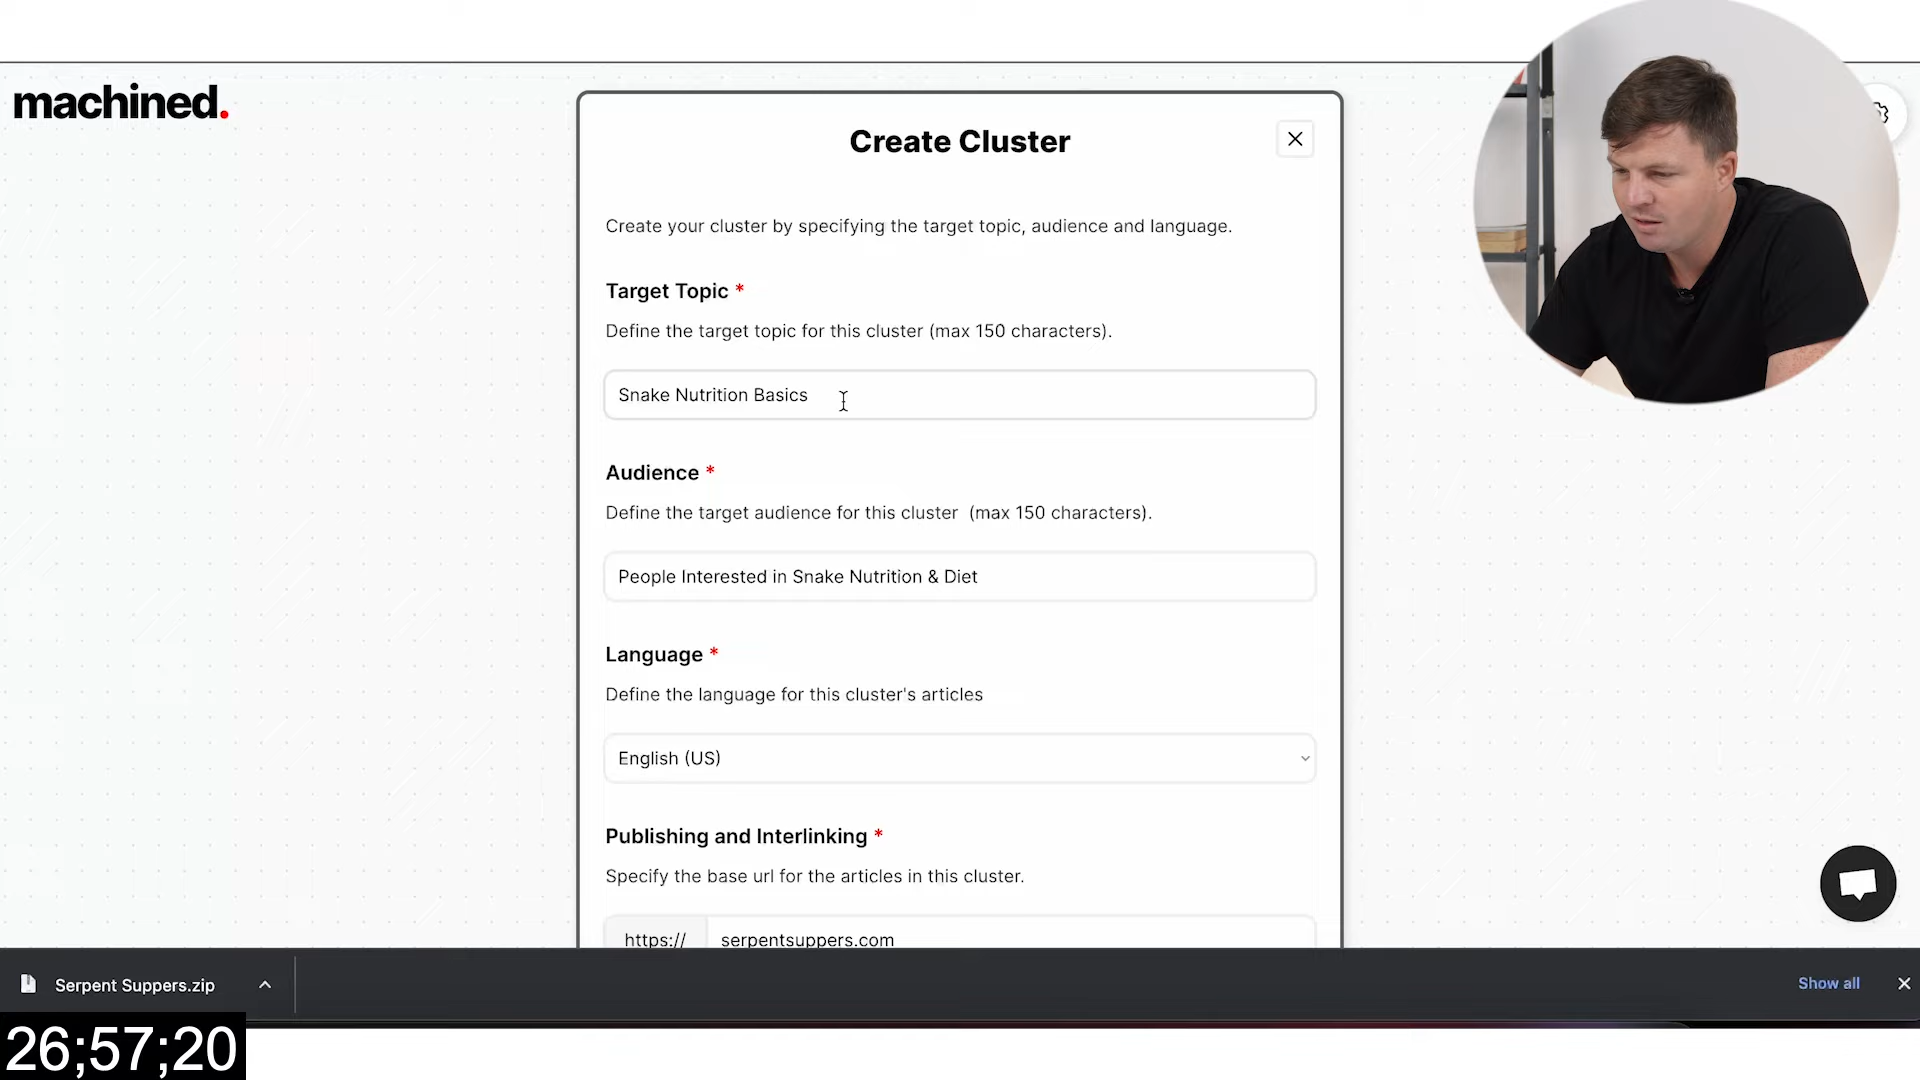 machined.
Create Cluster
Create your cluster by specifying the target topic, audience and language.
Target Topic *
Define the target topic for this cluster (max 150 characters).
Snake Nutrition Basics
Audience *
Define the target audience for this cluster (max 150 characters).
People Interested in Snake Nutrition & Diet
Language *
Define the language for this cluster's articles
English (US)
Publishing and Interlinking *
Specify the base url for the articles in this cluster.
https:// serpentsuppers.com
Serpent Suppers.zip
Show all
26;57;20